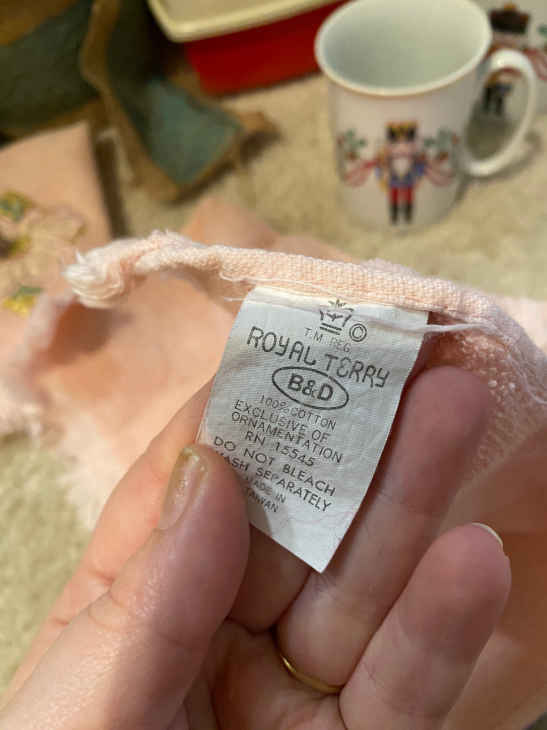 ©
T.M. REG.
ROYAL TERRY
B&D
100% COTTON
EXCLUSIVE OF
ORNAMENTATION
RN 15545
DO NOT BLEACH
WASH SEPARATELY
MADE IN
TAIWAN